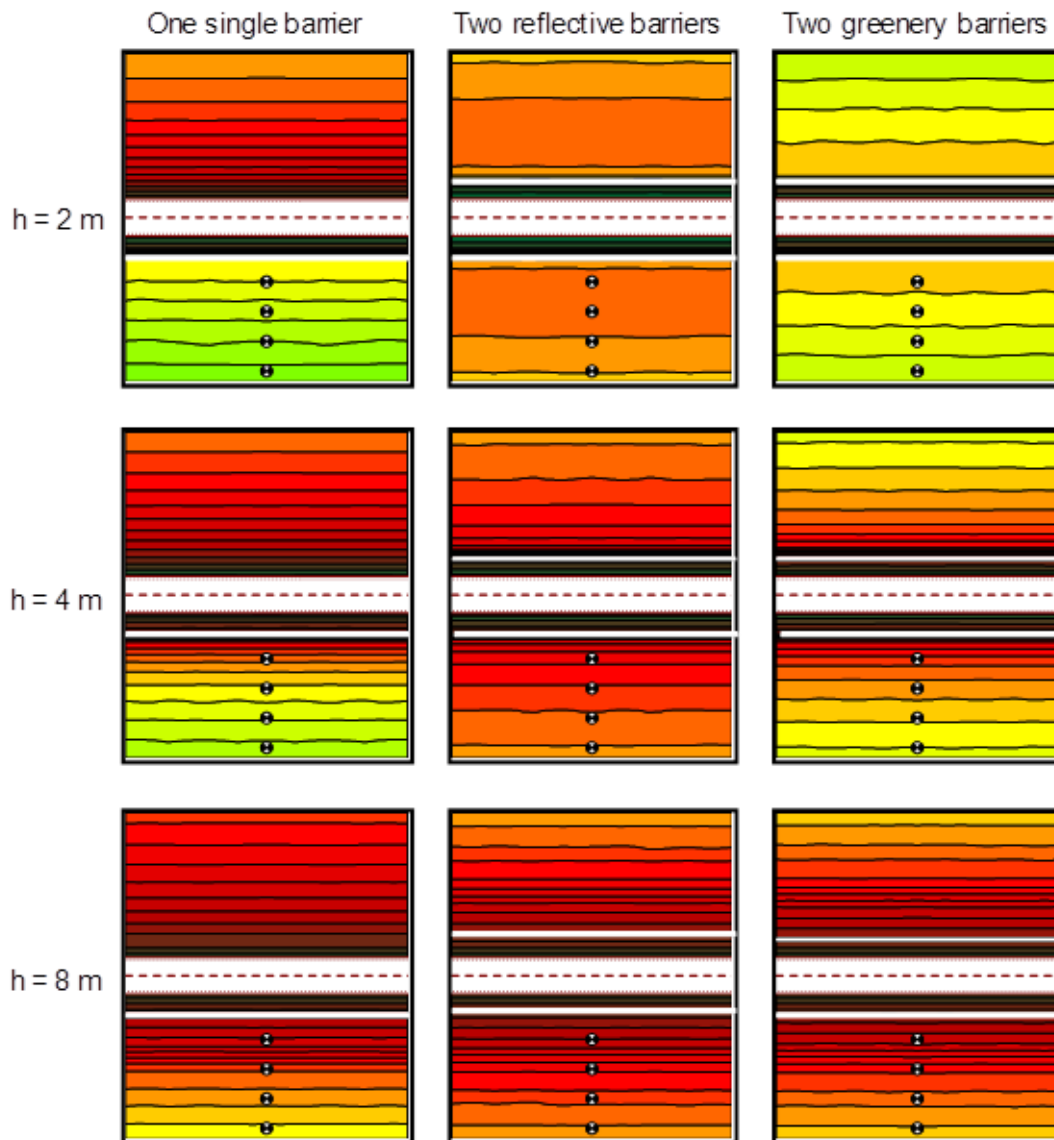 One single barrier
Two reflective barriers
Two greenery barriers
h = 2 m
h = 4 m
h = 8 m